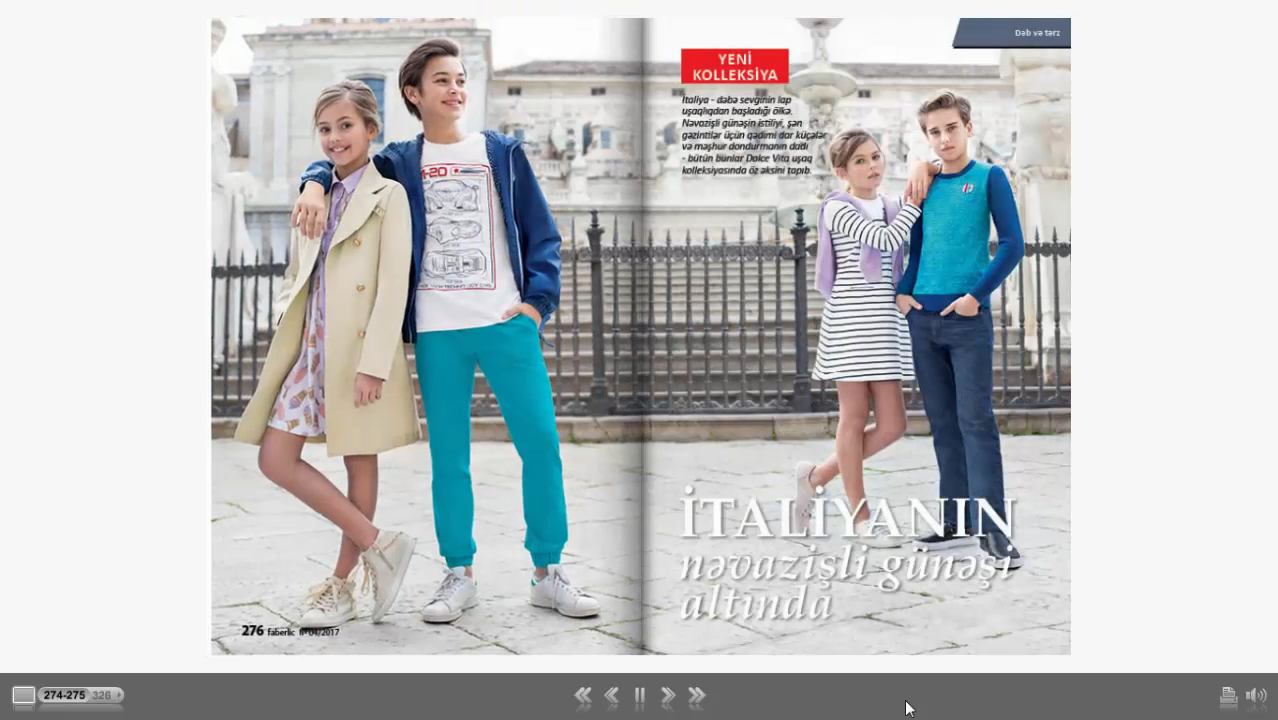 Dəb və tərz
YENİ
KOLLEKSİYA
İtaliya - dəbə sevginin lap
uşaqlıqdan başladığı ölkə.
Nəvazişli günəşin istiliyi, şən
gəzintilər üçün qədimi dar küçələr
və məşhur dondurmanın dadı
- bütün bunlar Dolce Vita uşaq
kolleksiyasında öz əksini tapıb.
İTALİYANIN
nəvazişli günəşi
altında
276 faberlic №04/2017
274-275 326